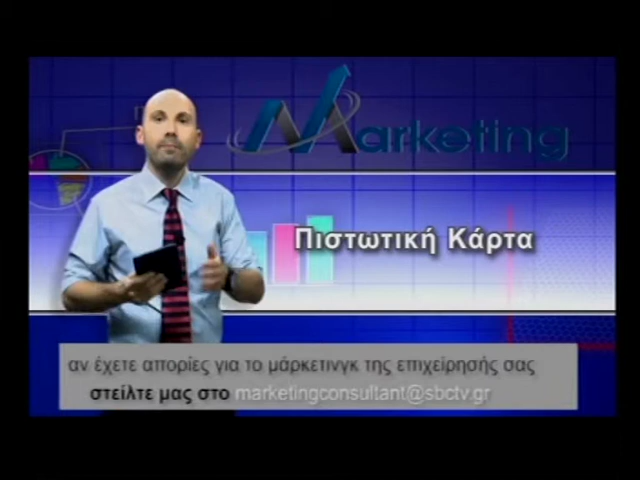 Marketing
Πιστωτική Κάρτα
αν έχετε απορίες για το μάρκετινγκ της επιχείρησής σας
στείλτε μας στο marketingconsultant@sbctv.gr